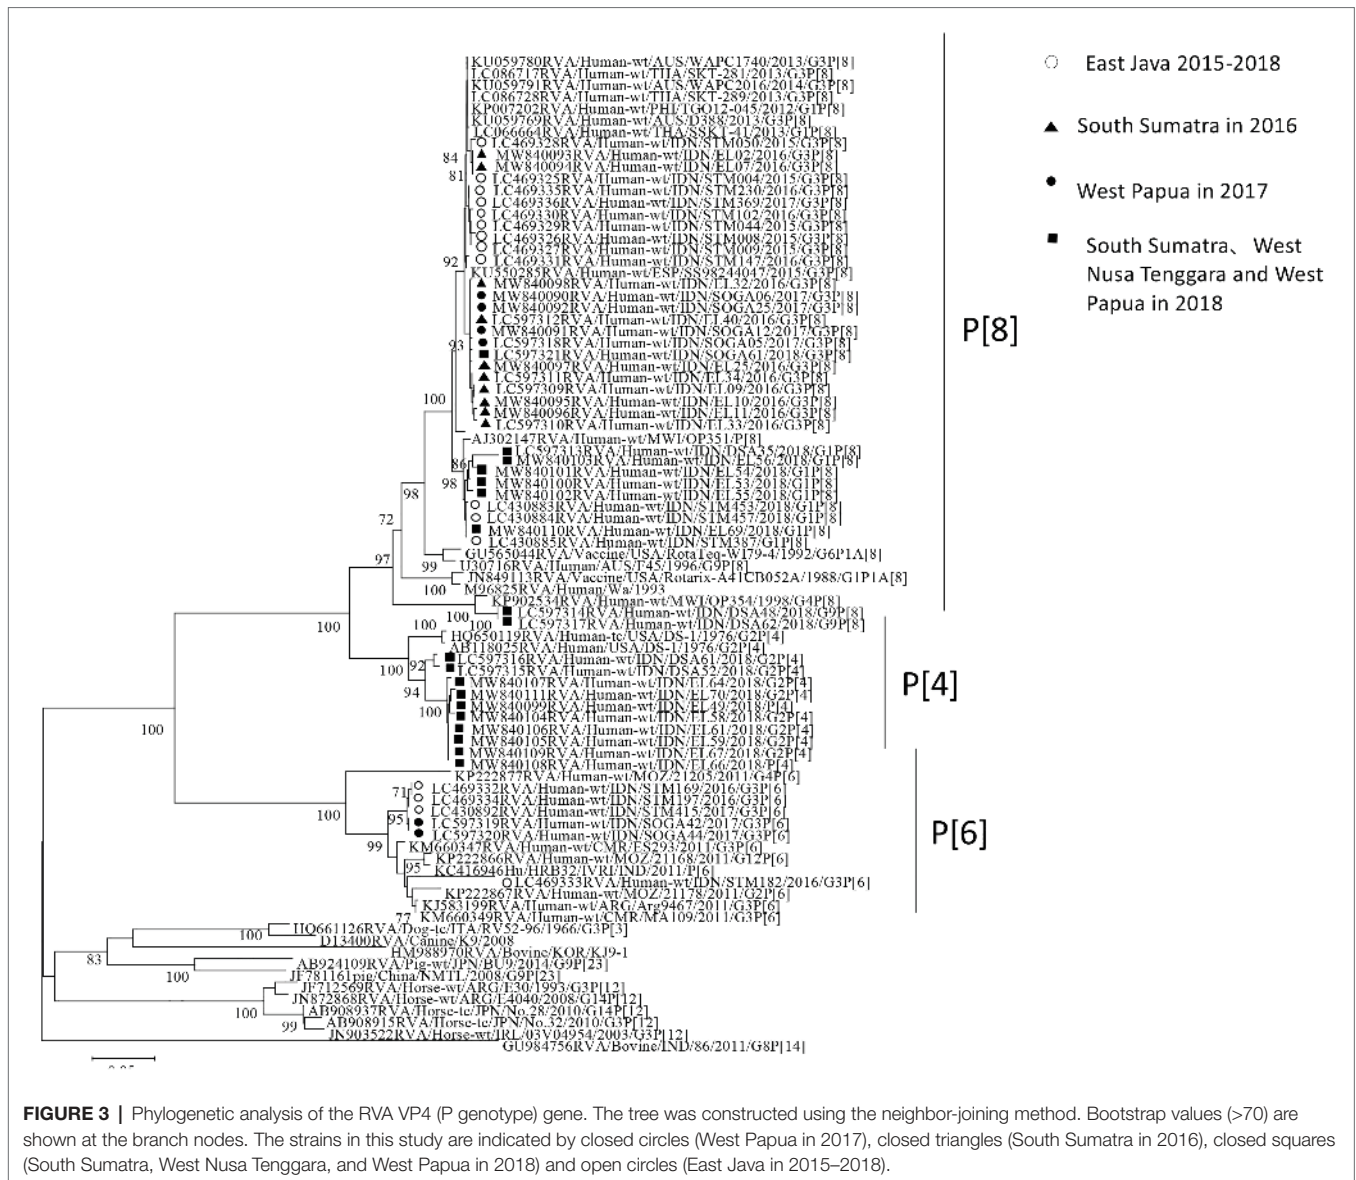 KU059780RVA/Human-wt/AUS/WAPC1740/2013/G3P[8]
LC086717RVA/Human-wt/THA/SKT-281/2013/G3P[8]
KU059791RVA/Human-wt/AUS/WAPC2016/2014/G3P[8]
LC086728RVA/Human-wt/THA/SKT-289/2013/G3P[8]
KP007202RVA/Human-wt/PHI/TGO12-045/2012/G1P[8]
KU059769RVA/Human-wt/AUS/D388/2013/G3P[8]
LC066664RVA/Human-wt/THA/SSKT-41/2013/G1P[8]
LC469328RVA/Human-wt/IDN/STM050/2015/G3P[8]
84
MW840093RVA/Human-wt/IDN/EL02/2016/G3P[8]
MW840094RVA/Human-wt/IDN/EL07/2016/G3P[8]
81
LC469325RVA/Human-wt/IDN/STM004/2015/G3P[8]
LC469335RVA/Human-wt/IDN/STM230/2016/G3P[8]
LC469336RVA/Human-wt/IDN/STM369/2017/G3P[8]
LC469330RVA/Human-wt/IDN/STM102/2016/G3P[8]
LC469329RVA/Human-wt/IDN/STM044/2015/G3P[8]
LC469326RVA/Human-wt/IDN/STM008/2015/G3P[8]
LC469327RVA/Human-wt/IDN/STM009/2015/G3P[8]
92
LC469331RVA/Human-wt/IDN/STM147/2016/G3P[8]
KU550285RVA/Human-wt/ESP/SS98244047/2015/G3P[8]
MW840098RVA/Human-wt/IDN/EL32/2016/G3P[8]
MW840090RVA/Human-wt/IDN/SOGA06/2017/G3P[8]
MW840092RVA/Human-wt/IDN/SOGA25/2017/G3P[8]
LC597312RVA/Human-wt/IDN/EL40/2016/G3P[8]
MW840091RVA/Human-wt/IDN/SOGA12/2017/G3P[8]
93
LC597318RVA/Human-wt/IDN/SOGA05/2017/G3P[8]
LC597321RVA/Human-wt/IDN/SOGA61/2018/G3P[8]
MW840097RVA/Human-wt/IDN/EL25/2016/G3P[8]
LC597311RVA/Human-wt/IDN/EL34/2016/G3P[8]
LC597309RVA/Human-wt/IDN/EL09/2016/G3P[8]
100
MW840095RVA/Human-wt/IDN/EL10/2016/G3P[8]
MW840096RVA/Human-wt/IDN/EL11/2016/G3P[8]
LC597310RVA/Human-wt/IDN/EL33/2016/G3P[8]
AJ302147RVA/Human-wt/MWI/OP351/P[8]
LC597313RVA/Human-wt/IDN/DSA35/2018/G1P[8]
86
MW840103RVA/Human-wt/IDN/EL56/2018/G1P[8]
MW840101RVA/Human-wt/IDN/EL54/2018/G1P[8]
98
MW840100RVA/Human-wt/IDN/EL53/2018/G1P[8]
98
MW840102RVA/Human-wt/IDN/EL55/2018/G1P[8]
LC430883RVA/Human-wt/IDN/STM453/2018/G1P[8]
72
LC430884RVA/Human-wt/IDN/STM457/2018/G1P[8]
MW840110RVA/Human-wt/IDN/EL69/2018/G1P[8]
LC430885RVA/Human-wt/IDN/STM387/G1P[8]
97
99
GU565044RVA/Vaccine/USA/RotaTeq-WI79-4/1992/G6P1A[8]
U30716RVA/Human/AUS/F45/1996/G9P[8]
JN849113RVA/Vaccine/USA/Rotarix-A41CB052A/1988/G1P1A[8]
100
M96825RVA/Human/Wa/1993
KP902534RVA/Human-wt/MWI/OP354/1998/G4P[8]
100
LC597314RVA/Human-wt/IDN/DSA48/2018/G9P[8]
100
100
LC597317RVA/Human-wt/IDN/DSA62/2018/G9P[8]
100
HQ650119RVA/Human-tc/USA/DS-1/1976/G2P[4]
AB118025RVA/Human/USA/DS-1/1976/G2P[4]
LC597316RVA/Human-wt/IDN/DSA61/2018/G2P[4]
100
92
LC597315RVA/Human-wt/IDN/DSA52/2018/G2P[4]
MW840107RVA/Human-wt/IDN/EL64/2018/G2P[4]
94
MW840111RVA/Human-wt/IDN/EL70/2018/G2P[4]
MW840099RVA/Human-wt/IDN/EL49/2018/P[4]
100
MW840104RVA/Human-wt/IDN/EL58/2018/G2P[4]
100
MW840106RVA/Human-wt/IDN/EL61/2018/G2P[4]
MW840105RVA/Human-wt/IDN/EL59/2018/G2P[4]
MW840109RVA/Human-wt/IDN/EL67/2018/G2P[4]
MW840108RVA/Human-wt/IDN/EL66/2018/P[4]
KP222877RVA/Human-wt/MOZ/21205/2011/G4P[6]
71
LC469332RVA/Human-wt/IDN/STM169/2016/G3P[6]
LC469334RVA/Human-wt/IDN/STM197/2016/G3P[6]
100
95
LC430892RVA/Human-wt/IDN/STM415/2017/G3P[6]
LC597319RVA/Human-wt/IDN/SOGA42/2017/G3P[6]
LC597320RVA/Human-wt/IDN/SOGA44/2017/G3P[6]
99
KM660347RVA/Human-wt/CMR/ES293/2011/G3P[6]
KP222866RVA/Human-wt/MOZ/21168/2011/G12P[6]
95
KC416946Hu/HRB32/IVRI/IND/2011/P[6]
LC469333RVA/Human-wt/IDN/STM182/2016/G3P[6]
KP222867RVA/Human-wt/MOZ/21178/2011/G2P[6]
KJ583199RVA/Human-wt/ARG/Arg9467/2011/G3P[6]
77
KM660349RVA/Human-wt/CMR/MA109/2011/G3P[6]
HQ661126RVA/Dog-tc/ITA/RV52-96/1966/G3P[3]
100
D13400RVA/Canine/K9/2008
HM988970RVA/Bovine/KOR/KJ9-1
83
AB924109RVA/Pig-wt/JPN/BU9/2014/G9P[23]
100
JF781161pig/China/NMTL/2008/G9P[23]
JF712569RVA/Horse-wt/ARG/E30/1993/G3P[12]
JN872868RVA/Horse-wt/ARG/E4040/2008/G14P[12]
100
AB908937RVA/Horse-tc/JPN/No.28/2010/G14P[12]
99
AB908915RVA/Horse-tc/JPN/No.32/2010/G3P[12]
JN903522RVA/Horse-wt/IRL/03V04954/2003/G3P[12]
GU984756RVA/Bovine/IND/86/2011/G8P[14]
P[8]
P[4]
P[6]
East Java 2015-2018
South Sumatra in 2016
West Papua in 2017
South Sumatra、West
Nusa Tenggara and West
Papua in 2018
FIGURE 3 | Phylogenetic analysis of the RVA VP4 (P genotype) gene. The tree was constructed using the neighbor-joining method. Bootstrap values (>70) are
shown at the branch nodes. The strains in this study are indicated by closed circles (West Papua in 2017), closed triangles (South Sumatra in 2016), closed squares
(South Sumatra, West Nusa Tenggara, and West Papua in 2018) and open circles (East Java in 2015–2018).